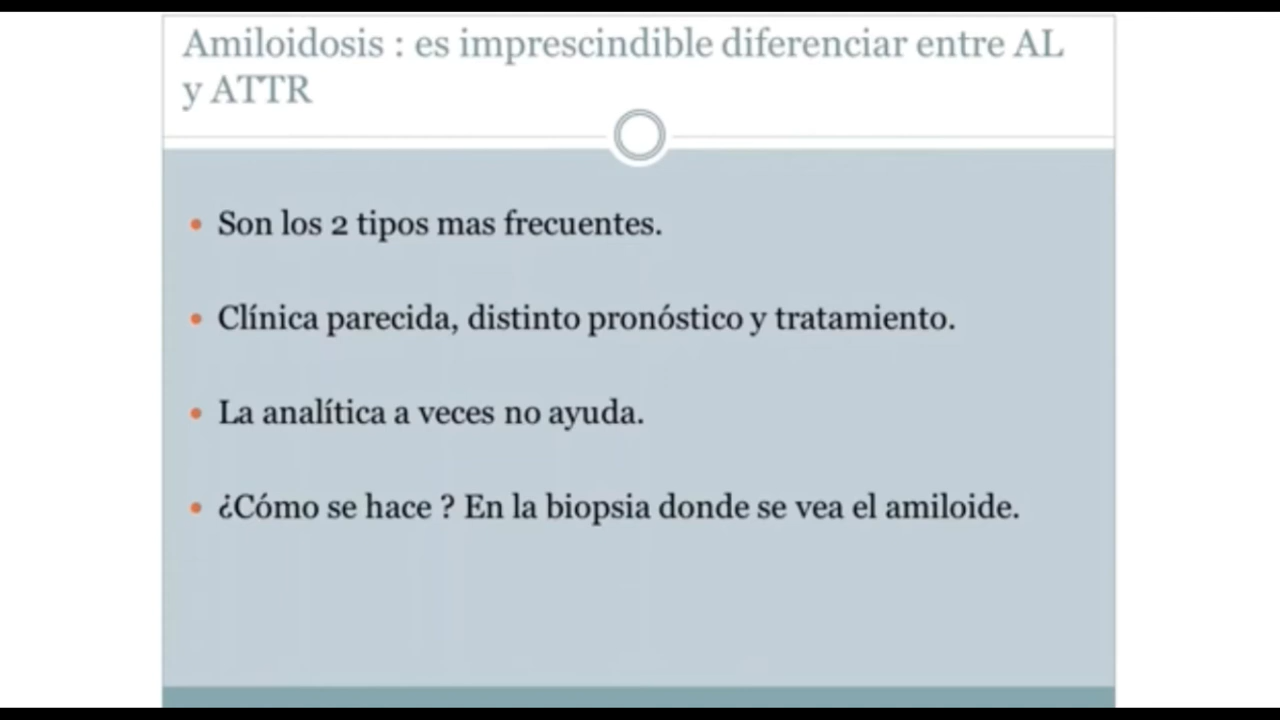 Amiloidosis : es imprescindible diferenciar entre AL
y ATTR
• Son los 2 tipos mas frecuentes.
• Clínica parecida, distinto pronóstico y tratamiento.
• La analítica a veces no ayuda.
• ¿Cómo se hace ? En la biopsia donde se vea el amiloide.